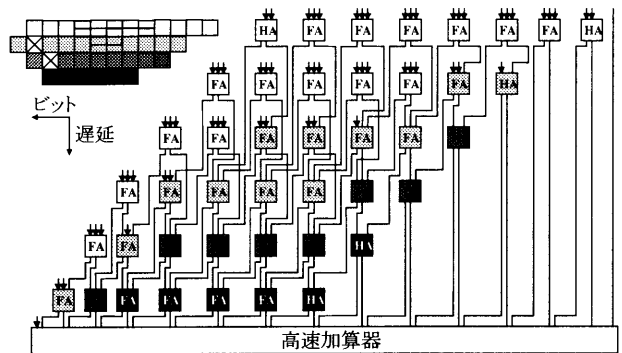 HA FA FA FA FA FA FA HA
FA FA FA FA FA FA HA
ビット
遅延
FA FA FA FA FA FA
FA FA FA FA FA
FA FA HA
FA FA FA FA FA HA
高速加算器